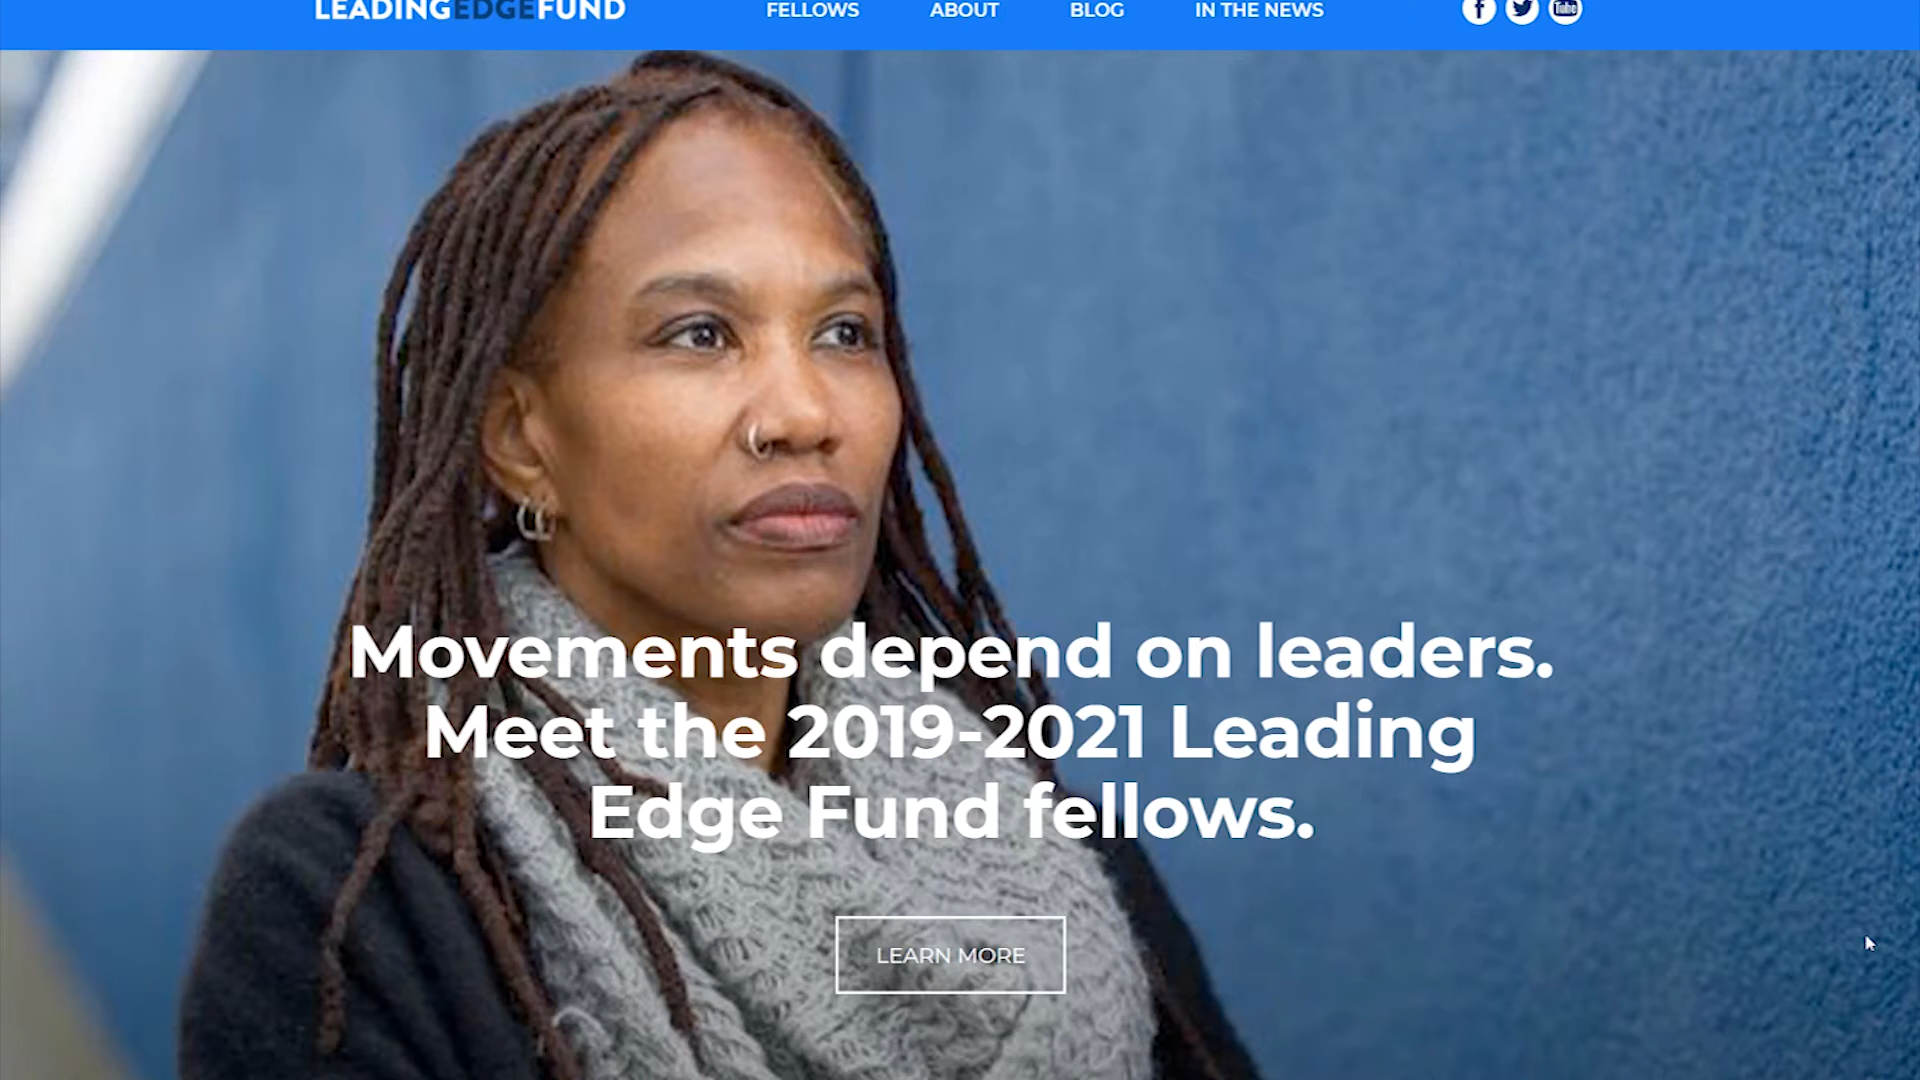 LEADINGEDGEFUND
FELLOWS
ABOUT
BLOG
IN THE NEWS
f
Tube
Movements depend on leaders.
Meet the 2019-2021 Leading
Edge Fund fellows.
LEARN MORE